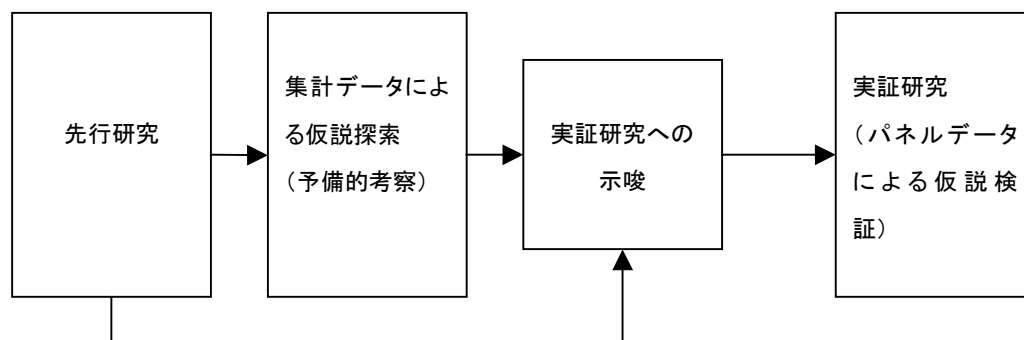 先行研究
集計データによ
る仮説探索
（予備的考察）
実証研究への
示唆
実証研究
（パネルデータ
による仮説検
証）